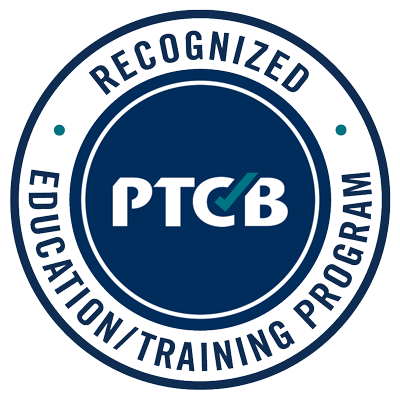 RECOGNIZED
PTCB
EDUCATION/TRAINING PROGRAM